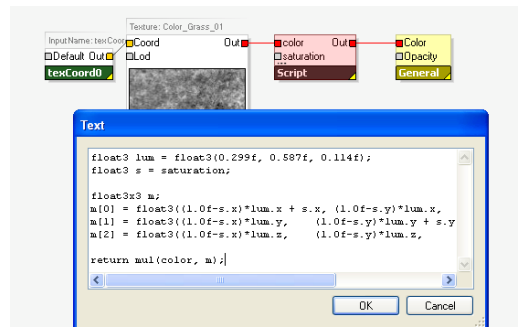 Texture: Color_Grass_01
InputName: texCoor
Default Out
texCoord0
Coord Out
Lod
color Out
saturation
...
Script
Color
Opacity
General
Text
float3 lum = float3(0.299f, 0.587f, 0.114f);
float3 s = saturation;
float3x3 m;
m[0] = float3((1.0f-s.x)*lum.x + s.x, (1.0f-s.y)*lum.x,
m[1] = float3((1.0f-s.x)*lum.y, (1.0f-s.y)*lum.y + s.y
m[2] = float3((1.0f-s.x)*lum.z, (1.0f-s.y)*lum.z,
return mul(color, m);
OK Cancel